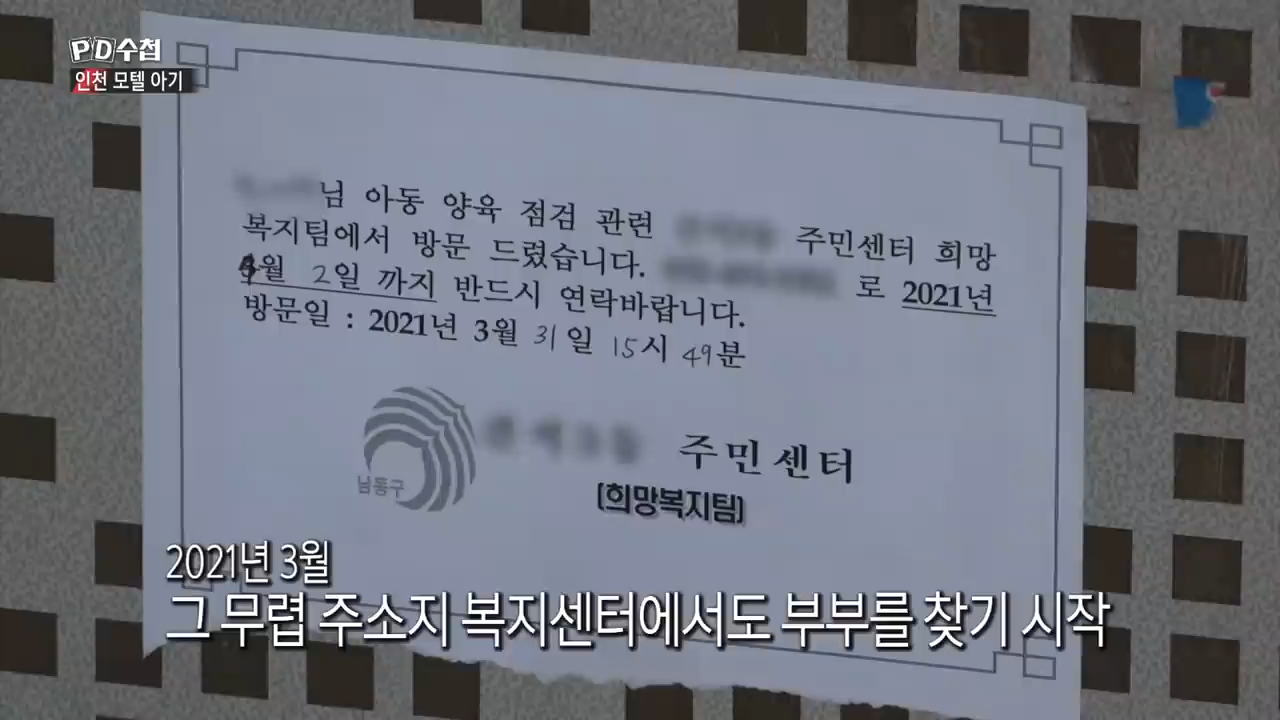 PD수첩
인천 모텔 아기
님 아동 양육 점검 관련 주민센터 희망
복지팀에서 방문 드렸습니다. 로 2021년
4월 2일 까지 반드시 연락바랍니다.
방문일 : 2021년 3월 31일 15시 49분
남동구
주민센터
(희망복지팀)
2021년 3월
그 무렵 주소지 복지센터에서도 부부를 찾기 시작